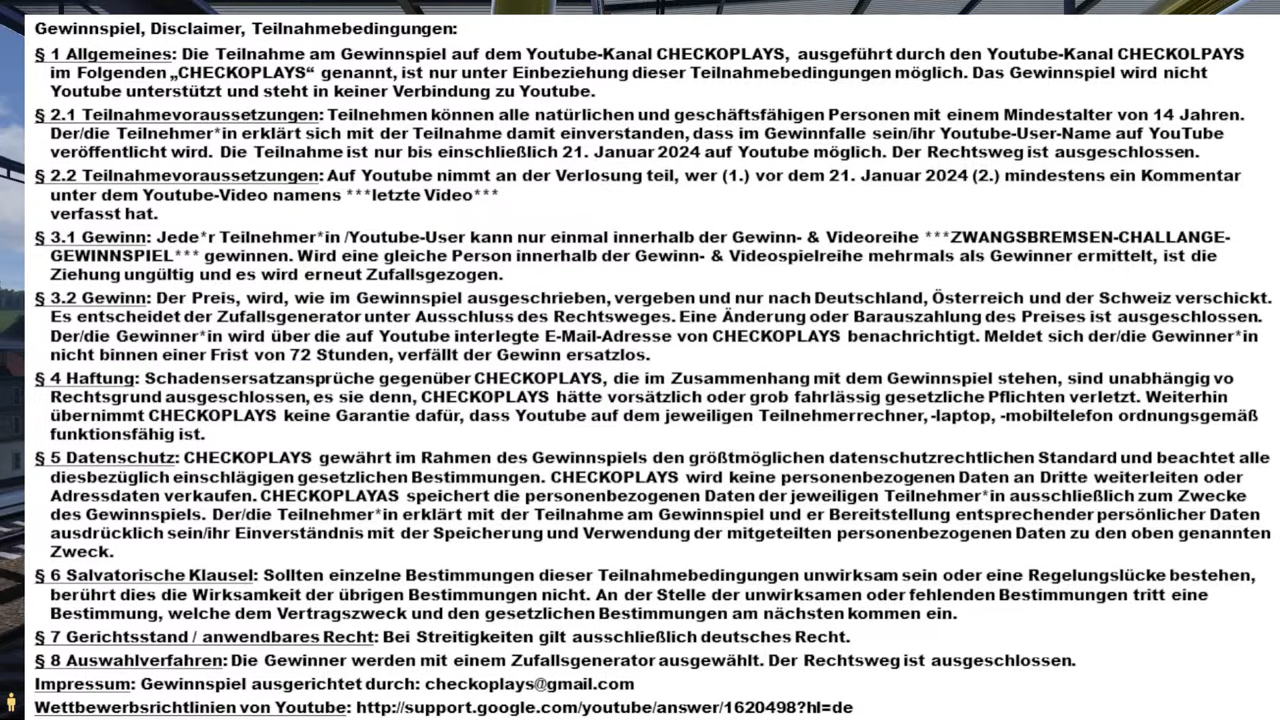 Gewinnspiel, Disclaimer, Teilnahmebedingungen:
§ 1 Allgemeines: Die Teilnahme am Gewinnspiel auf dem Youtube-Kanal CHECKOPLAYS, ausgeführt durch den Youtube-Kanal CHECKOLPAYS
im Folgenden „CHECKOPLAYS“ genannt, ist nur unter Einbeziehung dieser Teilnahmebedingungen möglich. Das Gewinnspiel wird nicht
Youtube unterstützt und steht in keiner Verbindung zu Youtube.
§ 2.1 Teilnahmevoraussetzungen: Teilnehmen können alle natürlichen und geschäftsfähigen Personen mit einem Mindestalter von 14 Jahren.
Der/die Teilnehmer*in erklärt sich mit der Teilnahme damit einverstanden, dass im Gewinnfalle sein/ihr Youtube-User-Name auf YouTube
veröffentlicht wird. Die Teilnahme ist nur bis einschließlich 21. Januar 2024 auf Youtube möglich. Der Rechtsweg ist ausgeschlossen.
§ 2.2 Teilnahmevoraussetzungen: Auf Youtube nimmt an der Verlosung teil, wer (1.) vor dem 21. Januar 2024 (2.) mindestens ein Kommentar
unter dem Youtube-Video namens ***letzte Video***
verfasst hat.
§ 3.1 Gewinn: Jede*r Teilnehmer*in /Youtube-User kann nur einmal innerhalb der Gewinn- & Videoreihe ***ZWANGSBREMSEN-CHALLANGE-
GEWINNSPIEL*** gewinnen. Wird eine gleiche Person innerhalb der Gewinn- & Videospielreihe mehrmals als Gewinner ermittelt, ist die
Ziehung ungültig und es wird erneut Zufallsgezogen.
§ 3.2 Gewinn: Der Preis, wird, wie im Gewinnspiel ausgeschrieben, vergeben und nur nach Deutschland, Österreich und der Schweiz verschickt.
Es entscheidet der Zufallsgenerator unter Ausschluss des Rechtsweges. Eine Änderung oder Barauszahlung des Preises ist ausgeschlossen.
Der/die Gewinner*in wird über die auf Youtube interlegte E-Mail-Adresse von CHECKOPLAYS benachrichtigt. Meldet sich der/die Gewinner*in
nicht binnen einer Frist von 72 Stunden, verfällt der Gewinn ersatzlos.
§ 4 Haftung: Schadensersatzansprüche gegenüber CHECKOPLAYS, die im Zusammenhang mit dem Gewinnspiel stehen, sind unabhängig vo
Rechtsgrund ausgeschlossen, es sie denn, CHECKOPLAYS hätte vorsätzlich oder grob fahrlässig gesetzliche Pflichten verletzt. Weiterhin
übernimmt CHECKOPLAYS keine Garantie dafür, dass Youtube auf dem jeweiligen Teilnehmerrechner, -laptop, -mobiltelefon ordnungsgemäß
funktionsfähig ist.
§ 5 Datenschutz: CHECKOPLAYS gewährt im Rahmen des Gewinnspiels den größtmöglichen datenschutzrechtlichen Standard und beachtet alle
diesbezüglich einschlägigen gesetzlichen Bestimmungen. CHECKOPLAYS wird keine personenbezogenen Daten an Dritte weiterleiten oder
Adressdaten verkaufen. CHECKOPLAYAS speichert die personenbezogenen Daten der jeweiligen Teilnehmer*in ausschließlich zum Zwecke
des Gewinnspiels. Der/die Teilnehmer*in erklärt mit der Teilnahme am Gewinnspiel und er Bereitstellung entsprechender persönlicher Daten
ausdrücklich sein/ihr Einverständnis mit der Speicherung und Verwendung der mitgeteilten personenbezogenen Daten zu den oben genannten
Zweck.
§ 6 Salvatorische Klausel: Sollten einzelne Bestimmungen dieser Teilnahmebedingungen unwirksam sein oder eine Regelungslücke bestehen,
berührt dies die Wirksamkeit der übrigen Bestimmungen nicht. An der Stelle der unwirksamen oder fehlenden Bestimmungen tritt eine
Bestimmung, welche dem Vertragszweck und den gesetzlichen Bestimmungen am nächsten kommen ein.
§ 7 Gerichtsstand / anwendbares Recht: Bei Streitigkeiten gilt ausschließlich deutsches Recht.
§ 8 Auswahlverfahren: Die Gewinner werden mit einem Zufallsgenerator ausgewählt. Der Rechtsweg ist ausgeschlossen.
Impressum: Gewinnspiel ausgerichtet durch: checkoplays@gmail.com
Wettbewerbsrichtlinien von Youtube: http://support.google.com/youtube/answer/1620498?hl=de